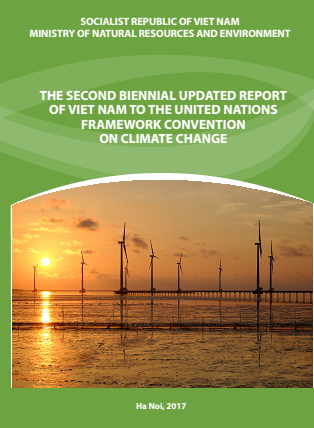 SOCIALIST REPUBLIC OF VIET NAM
MINISTRY OF NATURAL RESOURCES AND ENVIRONMENT
THE SECOND BIENNIAL UPDATED REPORT
OF VIET NAM TO THE UNITED NATIONS
FRAMEWORK CONVENTION
ON CLIMATE CHANGE
Ha Noi, 2017